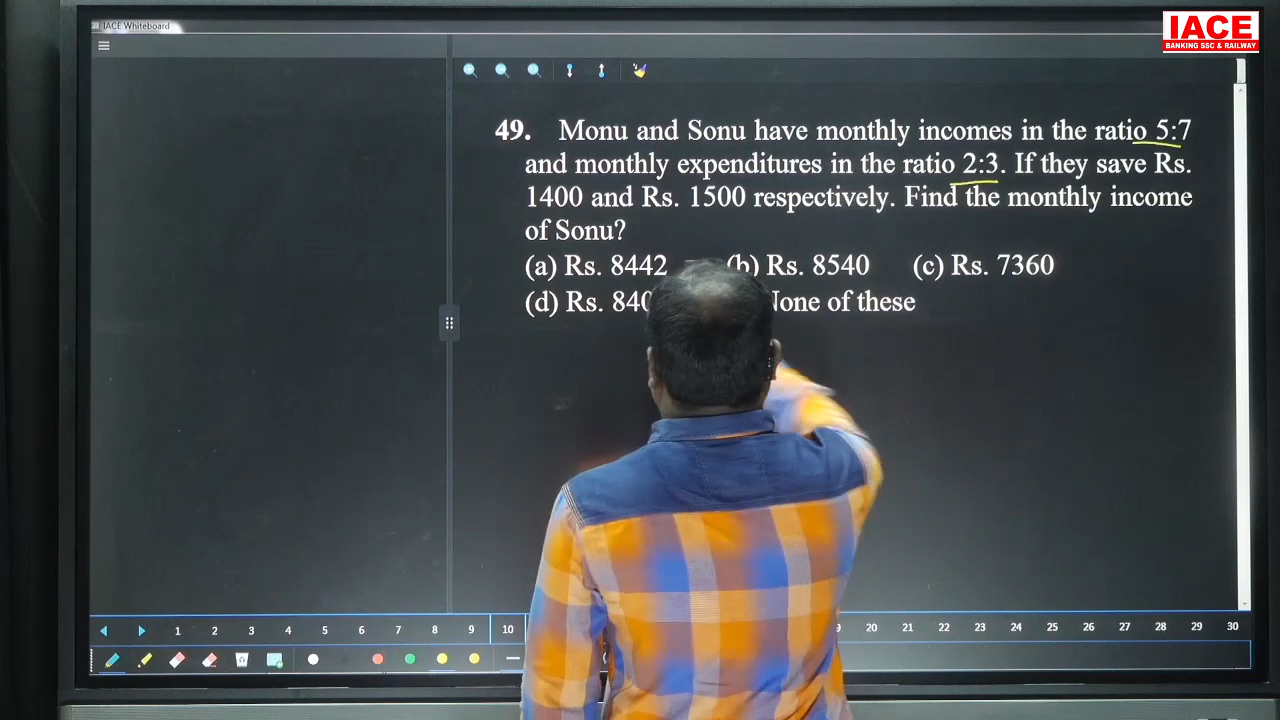 IACE Whiteboard
IACE
BANKING SSC & RAILWAY
49. Monu and Sonu have monthly incomes in the ratio 5:7
and monthly expenditures in the ratio 2:3. If they save Rs.
1400 and Rs. 1500 respectively. Find the monthly income
of Sonu?
(a) Rs. 8442 (b) Rs. 8540 (c) Rs. 7360
(d) Rs. 840 None of these
1 2 3 4 5 6 7 8 9 10 20 21 22 23 24 25 26 27 28 29 30